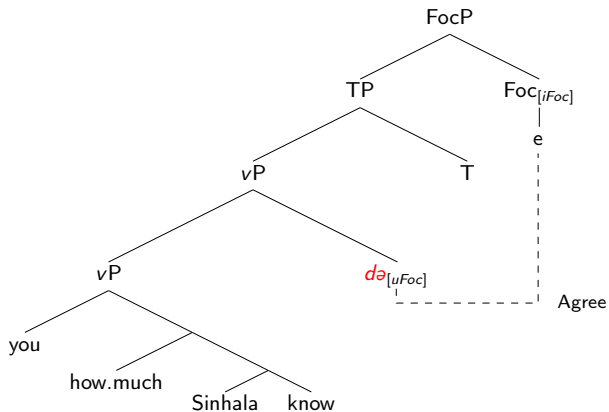 FocP
TP Foc[iFoc]
e
vP T
vP də[uFoc]
Agree
you
how.much
Sinhala know